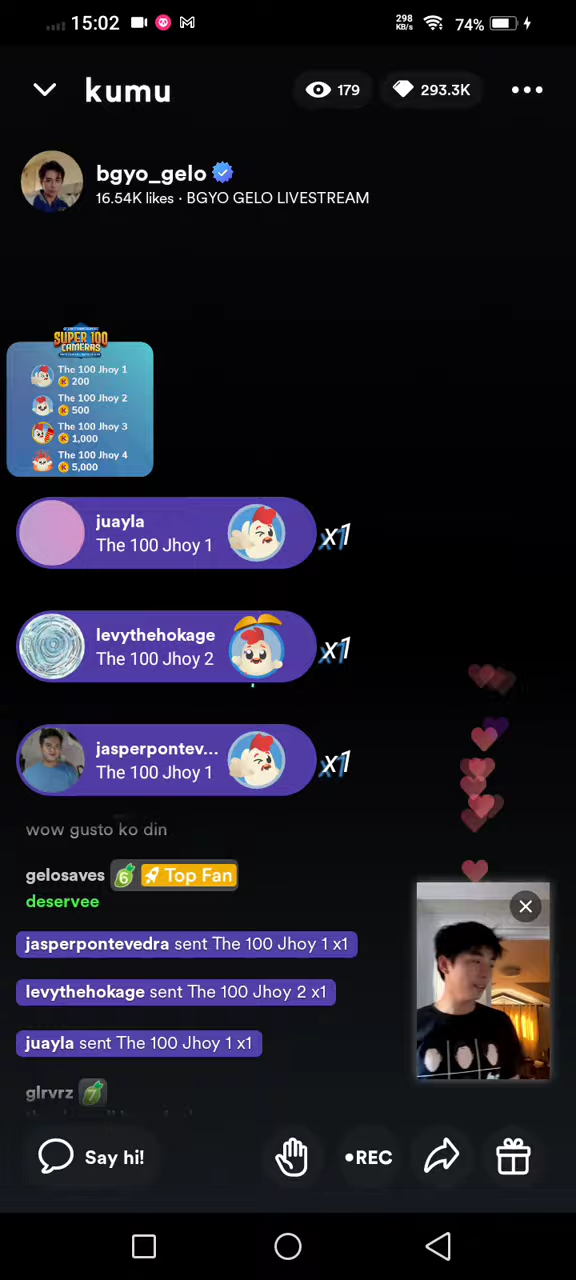 15:02
298
KB/s
74%
kumu
179
293.3K
bgyo_gelo
16.54K likes · BGYO GELO LIVESTREAM
SUPER 100
CAMERAS
The 100 Jhoy 1
K 200
The 100 Jhoy 2
K 500
The 100 Jhoy 3
K 1,000
The 100 Jhoy 4
K 5,000
juayla
The 100 Jhoy 1
x1
levythehokage
The 100 Jhoy 2
x1
jasperpontev...
The 100 Jhoy 1
x1
wow gusto ko din
gelosaves 6 Top Fan
deservee
jasperpontevedra sent The 100 Jhoy 1 x1
levythehokage sent The 100 Jhoy 2 x1
juayla sent The 100 Jhoy 1 x1
glrvrz 7
Say hi!
•REC